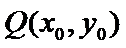 Q(x₀, y₀)